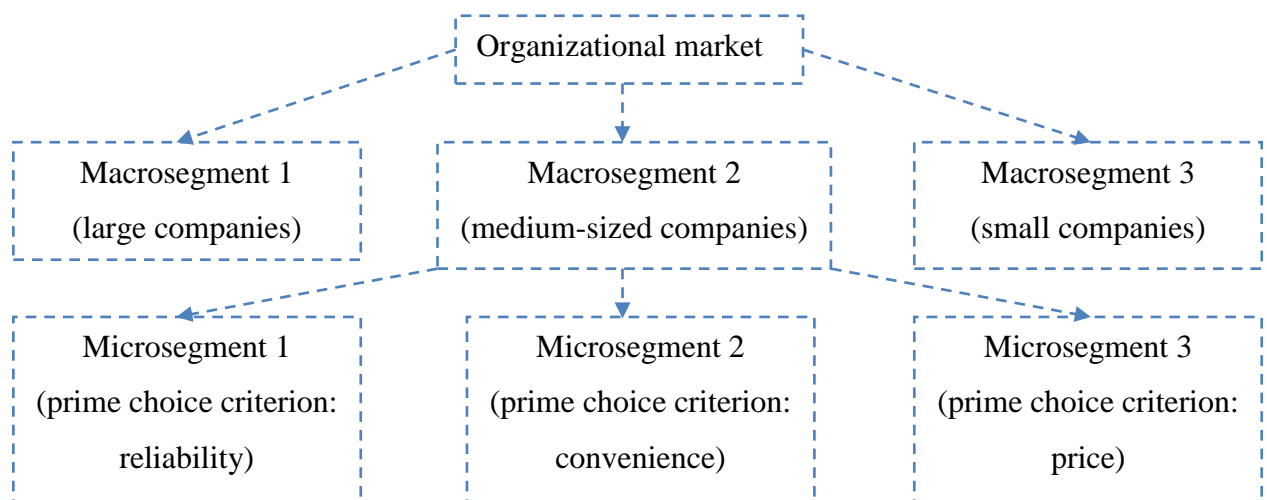 Organizational market
Macrosegment 1
(large companies)
Macrosegment 2
(medium-sized companies)
Macrosegment 3
(small companies)
Microsegment 1
(prime choice criterion:
reliability)
Microsegment 2
(prime choice criterion:
convenience)
Microsegment 3
(prime choice criterion:
price)